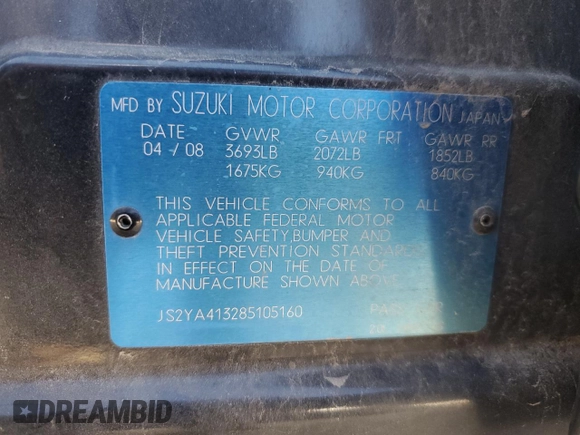 MFD BY SUZUKI MOTOR CORPORATION JAPAN
DATE GVWR GAWR FRT GAWR RR
04 / 08 3693LB 2072LB 1852LB
1675KG 940KG 840KG
THIS VEHICLE CONFORMS TO ALL
APPLICABLE FEDERAL MOTOR
VEHICLE SAFETY,BUMPER AND
THEFT PREVENTION STANDARDS
IN EFFECT ON THE DATE OF
MANUFACTURE SHOWN ABOVE
JS2YA413285105160
DREAMBID